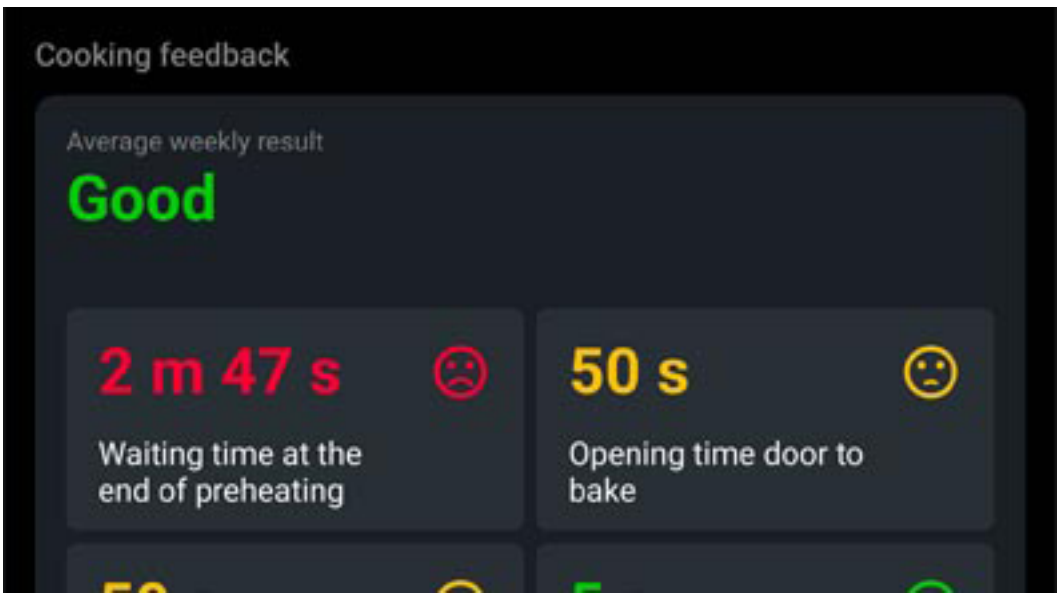 Cooking feedback
Average weekly result
Good
2 m 47 s
50 s
Waiting time at the
end of preheating
Opening time door to
bake